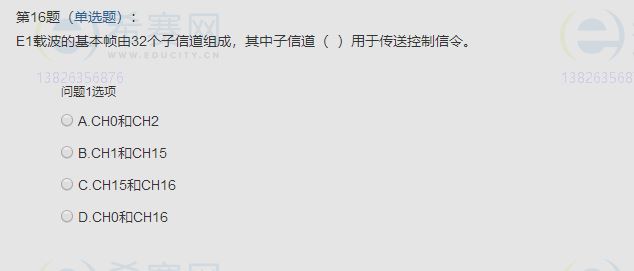 第16题（单选题）：
E1载波的基本帧由32个子信道组成，其中子信道（ ）用于传送控制信令。
希赛网
WWW.EDUCITY.CN
13826356876
1382635687
问题1选项
A.CH0和CH2
B.CH1和CH15
C.CH15和CH16
D.CH0和CH16
希赛网